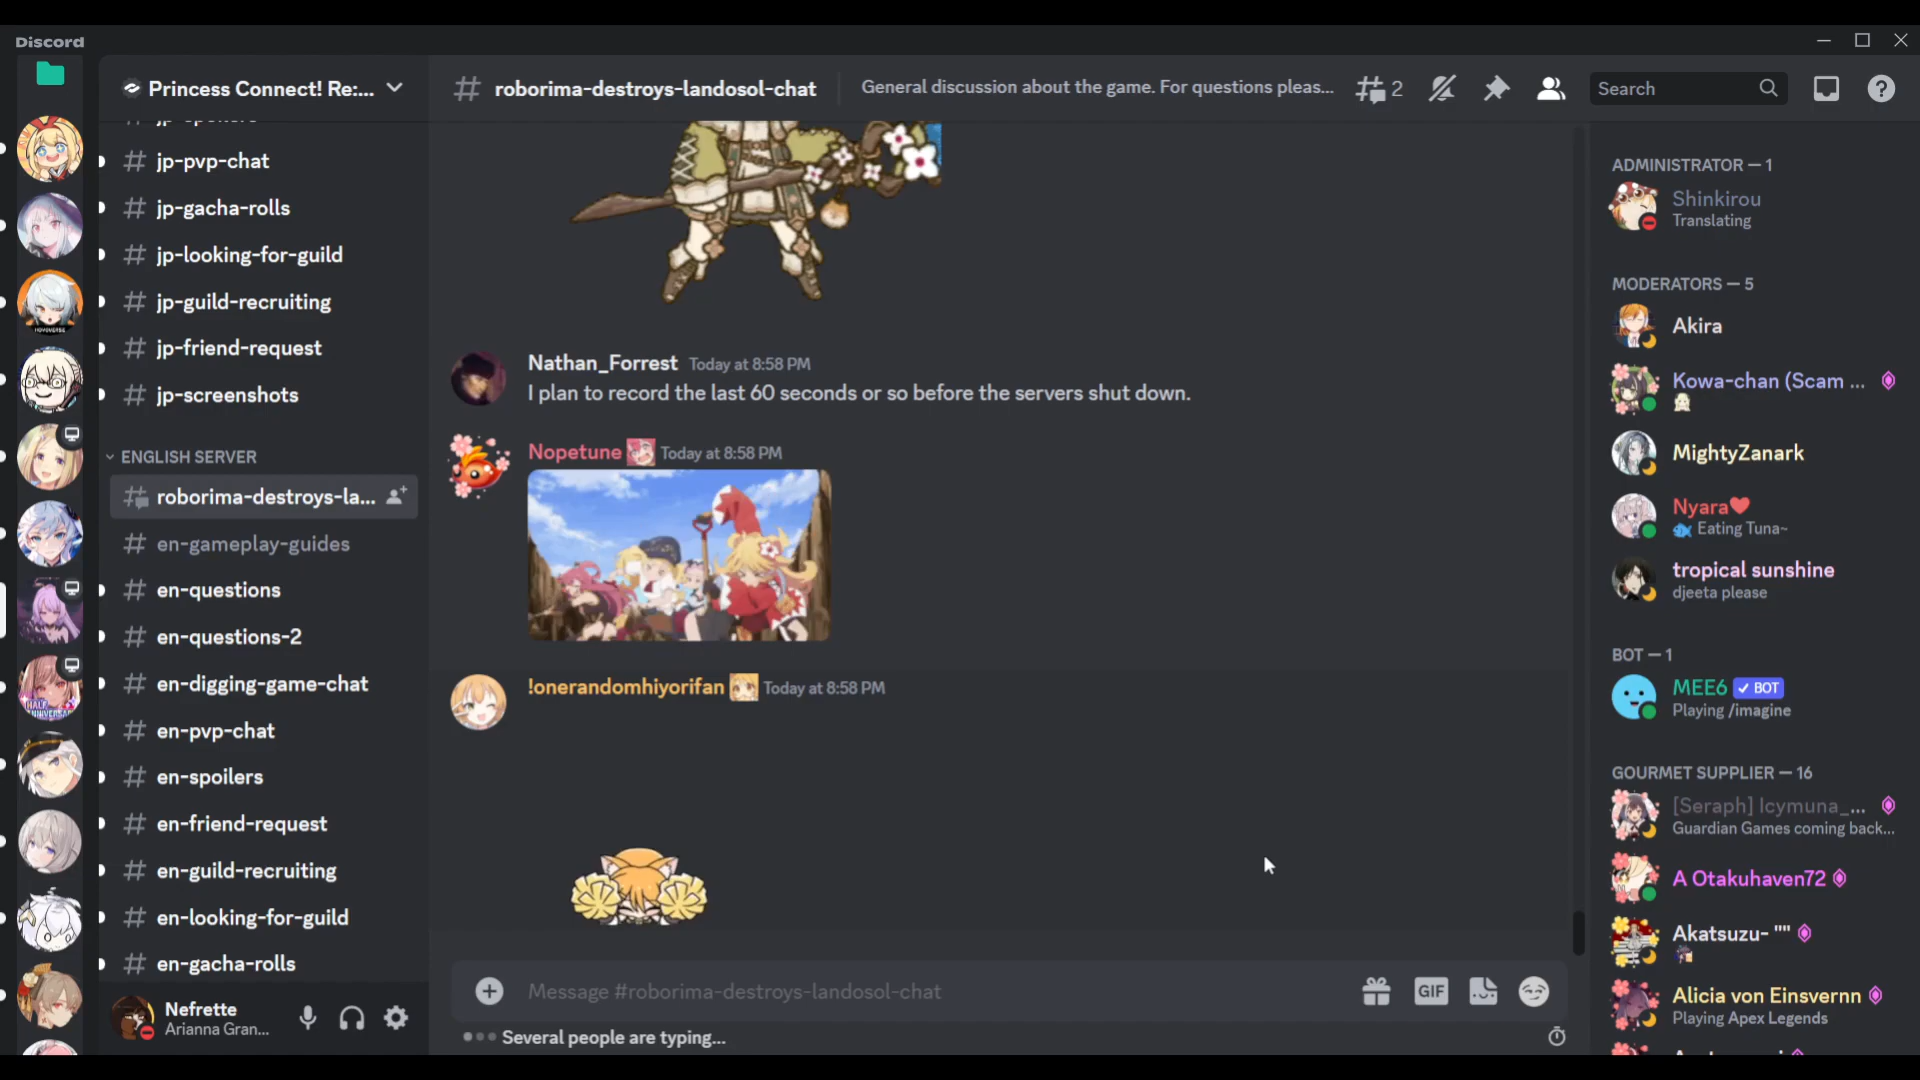 Discord
Princess Connect! Re:...
jp-pvp-chat
jp-gacha-rolls
jp-looking-for-guild
jp-guild-recruiting
jp-friend-request
jp-screenshots
ENGLISH SERVER
roborima-destroys-la...
en-gameplay-guides
en-questions
en-questions-2
en-digging-game-chat
en-pvp-chat
en-spoilers
en-friend-request
en-guild-recruiting
en-looking-for-guild
en-gacha-rolls
Nefrette
Arianna Gran...
# roborima-destroys-landosol-chat
General discussion about the game. For questions pleas...
2
Search
Nathan_Forrest Today at 8:58 PM
I plan to record the last 60 seconds or so before the servers shut down.
Nopetune Today at 8:58 PM
!onerandomhiyorifan Today at 8:58 PM
Message #roborima-destroys-landosol-chat
GIF
Several people are typing...
ADMINISTRATOR — 1
Shinkirou
Translating
MODERATORS — 5
Akira
Kowa-chan (Scam ...
MightyZanark
Nyara❤
Eating Tuna~
tropical sunshine
djeeta please
BOT — 1
MEE6 ✓ BOT
Playing /imagine
GOURMET SUPPLIER — 16
[Seraph] Icymuna_...
Guardian Games coming back...
A Otakuhaven72
Akatsuzu- ""
Alicia von Einsvernn
Playing Apex Legends